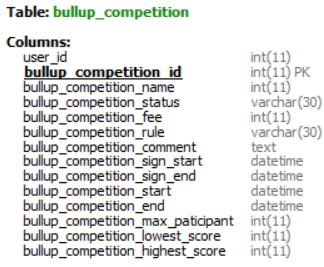 Table: bullup_competition
Columns:
user_id int(11)
bullup_competition_id int(11) PK
bullup_competition_name int(11)
bullup_competition_status varchar(30)
bullup_competition_fee int(11)
bullup_competition_rule varchar(30)
bullup_competition_comment text
bullup_competition_sign_start datetime
bullup_competition_sign_end datetime
bullup_competition_start datetime
bullup_competition_end datetime
bullup_competition_max_paticipant int(11)
bullup_competition_lowest_score int(11)
bullup_competition_highest_score int(11)